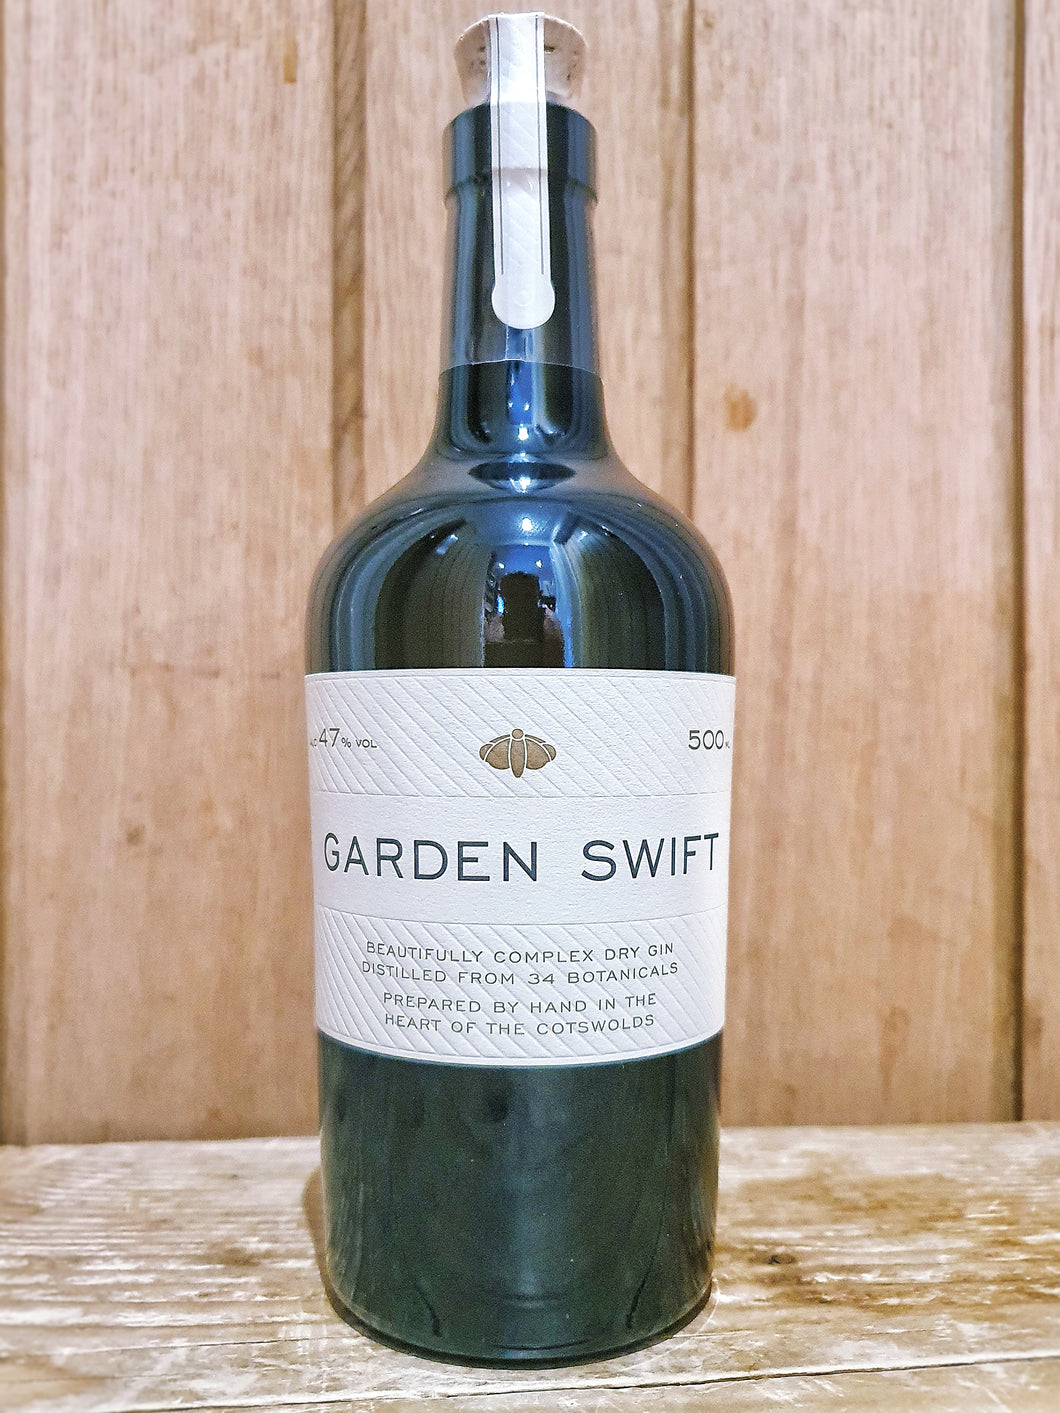 47% VOL
500
GARDEN SWIFT
BEAUTIFULLY COMPLEX DRY GIN
DISTILLED FROM 34 BOTANICALS
PREPARED BY HAND IN THE
HEART OF THE COTSWOLDS